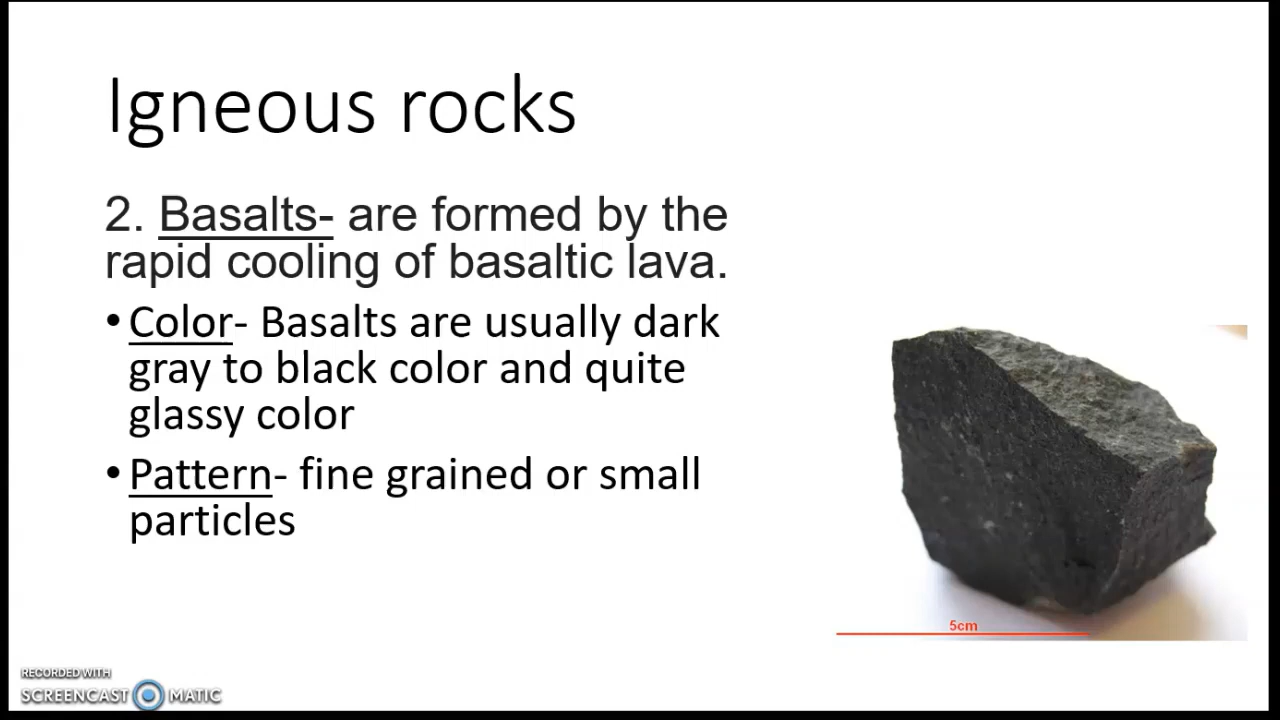 Igneous rocks
2. Basalts- are formed by the
rapid cooling of basaltic lava.
•Color- Basalts are usually dark
gray to black color and quite
glassy color
•Pattern- fine grained or small
particles
5cm
RECORDED WITH
SCREENCAST MATIC